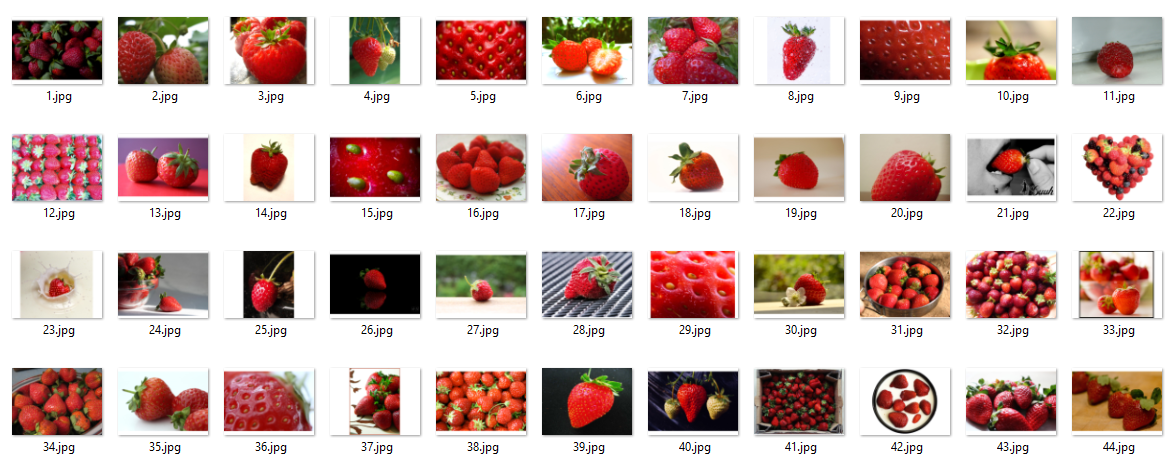 1.jpg 2.jpg 3.jpg 4.jpg 5.jpg 6.jpg 7.jpg 8.jpg 9.jpg 10.jpg 11.jpg
12.jpg 13.jpg 14.jpg 15.jpg 16.jpg 17.jpg 18.jpg 19.jpg 20.jpg 21.jpg 22.jpg
23.jpg 24.jpg 25.jpg 26.jpg 27.jpg 28.jpg 29.jpg 30.jpg 31.jpg 32.jpg 33.jpg
34.jpg 35.jpg 36.jpg 37.jpg 38.jpg 39.jpg 40.jpg 41.jpg 42.jpg 43.jpg 44.jpg